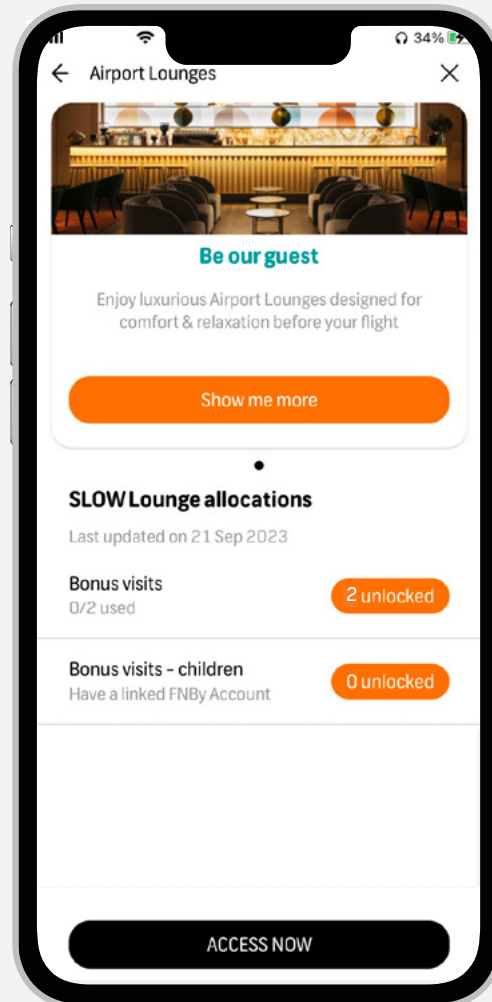 34%
Airport Lounges
Be our guest
Enjoy luxurious Airport Lounges designed for
comfort & relaxation before your flight
Show me more
SLOW Lounge allocations
Last updated on 21 Sep 2023
Bonus visits
2 unlocked
0/2 used
Bonus visits - children
0 unlocked
Have a linked FNBy Account
ACCESS NOW